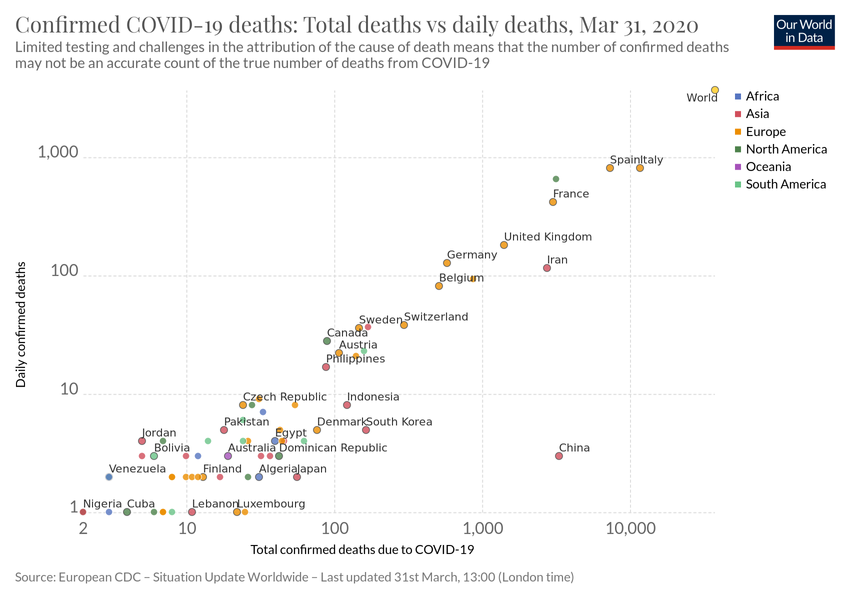 Confirmed COVID-19 deaths: Total deaths vs daily deaths, Mar 31, 2020
Our World
in Data
Limited testing and challenges in the attribution of the cause of death means that the number of confirmed deaths
may not be an accurate count of the true number of deaths from COVID-19
World
Africa
Asia
Europe
North America
Oceania
South America
1,000
Spain
Italy
France
United Kingdom
Germany
Iran
100
Belgium
Sweden
Switzerland
Canada
Austria
Philippines
10
Czech Republic
Indonesia
Pakistan
Denmark
South Korea
Jordan
Egypt
Bolivia
Australia
Dominican Republic
China
Venezuela
Finland
Algeria
Japan
1
Nigeria
Cuba
Lebanon
Luxembourg
2
10
100
1,000
10,000
Daily confirmed deaths
Total confirmed deaths due to COVID-19
Source: European CDC – Situation Update Worldwide – Last updated 31st March, 13:00 (London time)